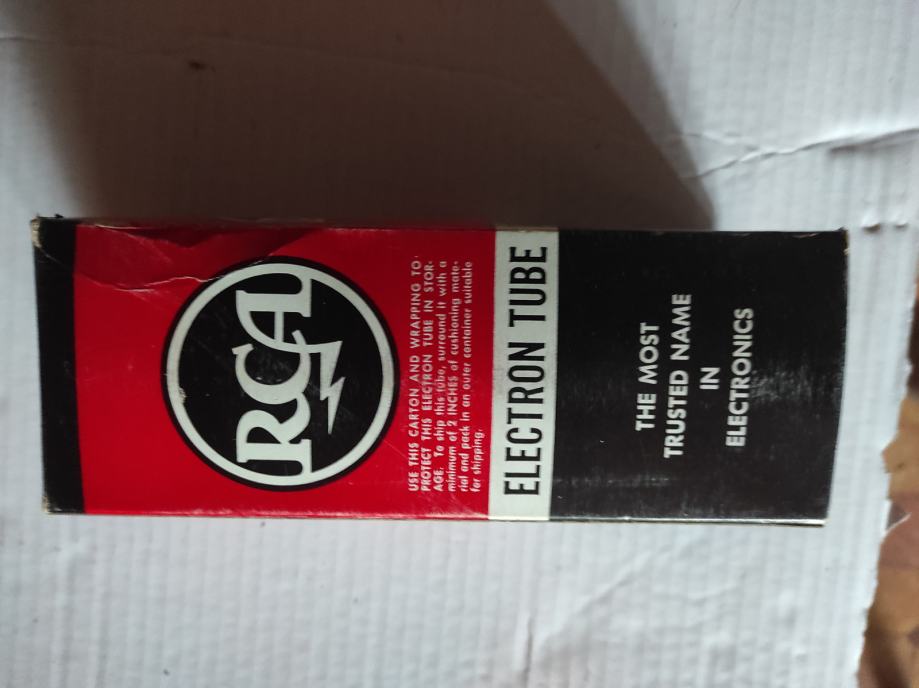 RCA
USE THIS CARTON AND WRAPPING TO
PROTECT THIS ELECTRON TUBE IN STOR-
AGE. To ship this tube, surround it with a
minimum of 2 INCHES of cushioning mate-
rial and pack in an outer container suitable
for shipping.
ELECTRON TUBE
THE MOST
TRUSTED NAME
IN
ELECTRONICS